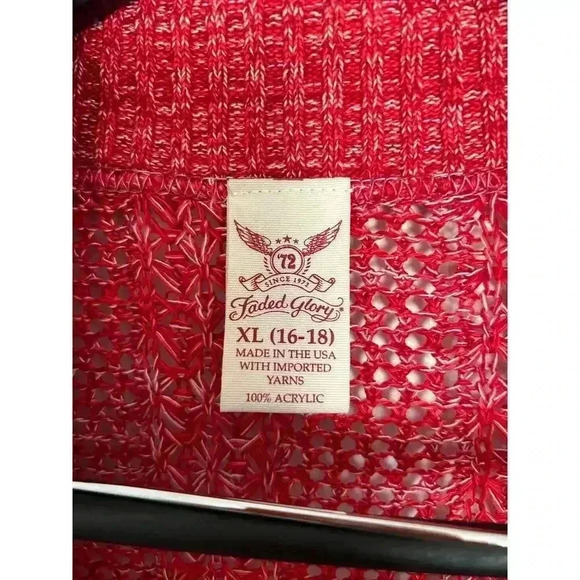 '72
SINCE 1972
Faded Glory®
XL (16-18)
MADE IN THE USA
WITH IMPORTED
YARNS
100% ACRYLIC